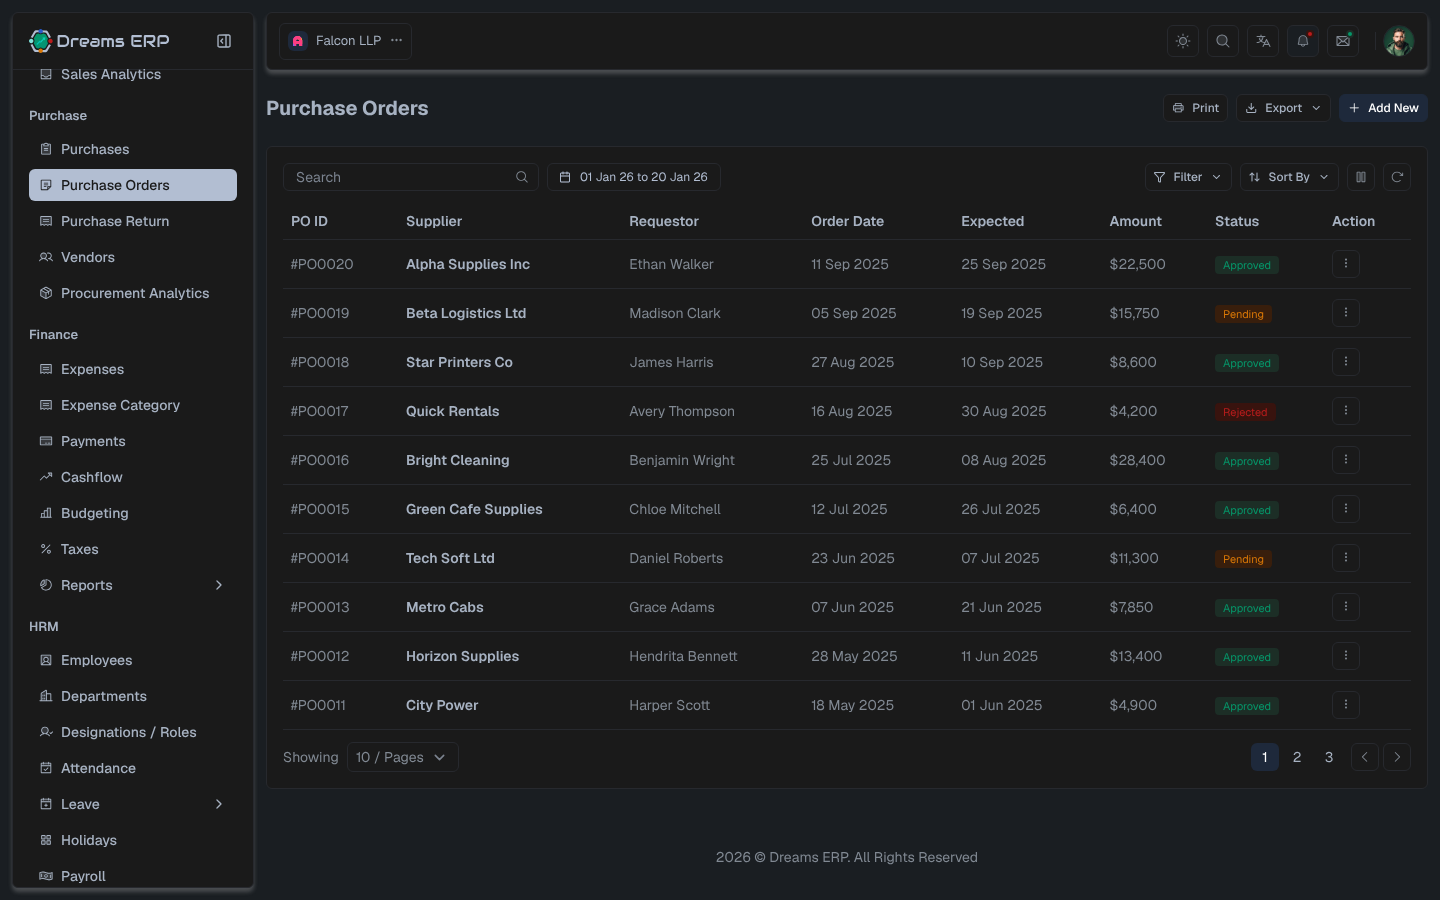 Dreams ERP
Sales Analytics
Purchase
Purchases
Purchase Orders
Purchase Return
Vendors
Procurement Analytics
Finance
Expenses
Expense Category
Payments
Cashflow
Budgeting
Taxes
Reports
HRM
Employees
Departments
Designations / Roles
Attendance
Leave
Holidays
Payroll
Falcon LLP
Purchase Orders
Print Export Add New
Search 01 Jan 26 to 20 Jan 26 Filter Sort By
PO ID Supplier Requestor Order Date Expected Amount Status Action
#PO0020 Alpha Supplies Inc Ethan Walker 11 Sep 2025 25 Sep 2025 $22,500 Approved
#PO0019 Beta Logistics Ltd Madison Clark 05 Sep 2025 19 Sep 2025 $15,750 Pending
#PO0018 Star Printers Co James Harris 27 Aug 2025 10 Sep 2025 $8,600 Approved
#PO0017 Quick Rentals Avery Thompson 16 Aug 2025 30 Aug 2025 $4,200 Rejected
#PO0016 Bright Cleaning Benjamin Wright 25 Jul 2025 08 Aug 2025 $28,400 Approved
#PO0015 Green Cafe Supplies Chloe Mitchell 12 Jul 2025 26 Jul 2025 $6,400 Approved
#PO0014 Tech Soft Ltd Daniel Roberts 23 Jun 2025 07 Jul 2025 $11,300 Pending
#PO0013 Metro Cabs Grace Adams 07 Jun 2025 21 Jun 2025 $7,850 Approved
#PO0012 Horizon Supplies Hendrita Bennett 28 May 2025 11 Jun 2025 $13,400 Approved
#PO0011 City Power Harper Scott 18 May 2025 01 Jun 2025 $4,900 Approved
Showing 10 / Pages 1 2 3
2026 © Dreams ERP. All Rights Reserved